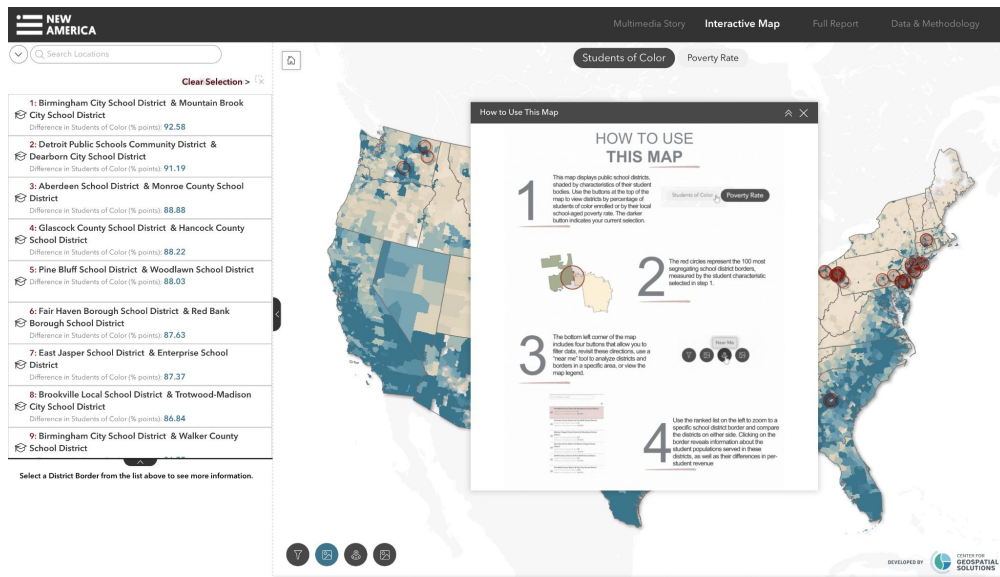 NEW
AMERICA
Multimedia Story
Interactive Map
Full Report
Data & Methodology
Search Locations
Clear Selection >
1: Birmingham City School District & Mountain Brook
City School District
Difference in Students of Color (% points): 92.58
2: Detroit Public Schools Community District &
Dearborn City School District
Difference in Students of Color (% points): 91.19
3: Aberdeen School District & Monroe County School
District
Difference in Students of Color (% points): 88.88
4: Glascock County School District & Hancock County
School District
Difference in Students of Color (% points): 88.22
5: Pine Bluff School District & Woodlawn School District
Difference in Students of Color (% points): 88.03
6: Fair Haven Borough School District & Red Bank
Borough School District
Difference in Students of Color (% points): 87.63
7: East Jasper School District & Enterprise School
District
Difference in Students of Color (% points): 87.37
8: Brookville Local School District & Trotwood-Madison
City School District
Difference in Students of Color (% points): 86.84
9: Birmingham City School District & Walker County
School District
Select a District Border from the list above to see more information.
Students of Color
Poverty Rate
How to Use This Map
HOW TO USE
THIS MAP
1
This map displays public school districts,
shaded by characteristics of their student
bodies. Use the buttons at the top of the
map to view districts by percentage of
students of color enrolled or by their local
school-aged poverty rate. The darker
button indicates your current selection.
Students of Color
Poverty Rate
2
The red circles represent the 100 most
segregating school district borders,
measured by the student characteristic
selected in step 1.
3
The bottom left corner of the map
includes four buttons that allow you to
filter data, revisit these directions, use a
"near me" tool to analyze districts and
borders in a specific area, or view the
map legend.
Near Me
4
Use the ranked list on the left to zoom to a
specific school district border and compare
the districts on either side. Clicking on the
border reveals information about the
student populations served in these
districts, as well as their differences in per-
student revenue
DEVELOPED BY
CENTER FOR
GEOSPATIAL
SOLUTIONS